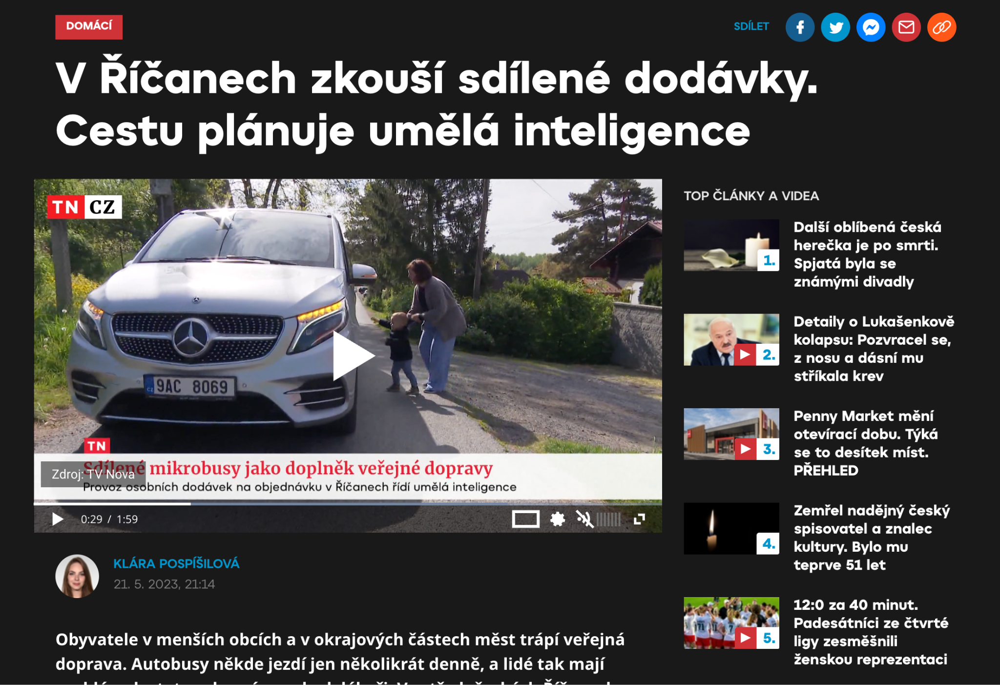 DOMÁCÍ
SDÍLET
V Říčanech zkouší sdílené dodávky.
Cestu plánuje umělá inteligence
TN CZ
9AC 8069
CZ
TN
Sdílené mikrobusy jako doplněk veřejné dopravy
Zdroj: TV Nova
Provoz osobních dodávek na objednávku v Říčanech řídí umělá inteligence
0:29 / 1:59
KLÁRA POSPÍŠILOVÁ
21. 5. 2023, 21:14
Obyvatele v menších obcích a v okrajových částech měst trápí veřejná
doprava. Autobusy někde jezdí jen několikrát denně, a lidé tak mají
TOP ČLÁNKY A VIDEA
1.
Další oblíbená česká
herečka je po smrti.
Spjatá byla se
známými divadly
2.
Detaily o Lukašenkově
kolapsu: Pozvracel se,
z nosu a dásní mu
stříkala krev
3.
Penny Market mění
otevírací dobu. Týká
se to desítek míst.
PŘEHLED
4.
Zemřel nadějný český
spisovatel a znalec
kultury. Bylo mu
teprve 51 let
5.
12:0 za 40 minut.
Padesátníci ze čtvrté
ligy zesměšnili
ženskou reprezentaci